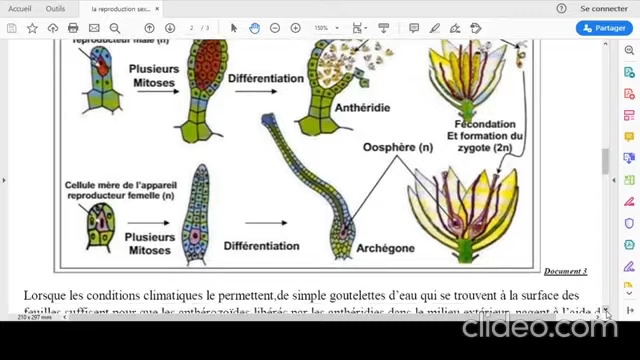 Accueil
Outils
la reproduction sex...
Se connecter
2 / 3
150%
Partager
reproducteur mâle (n)
Plusieurs
Mitoses
Différentiation
Anthéridie
Fécondation
Et formation du
zygote (2n)
Oosphère (n)
Cellule mère de l'appareil
reproducteur femelle (n)
Plusieurs
Mitoses
Différentiation
Archégone
Document 3
Lorsque les conditions climatiques le permettent,de simple goutelettes d'eau qui se trouvent à la surface des
feuilles suffisent pour que les anthérozoïdes libérés par les anthéridies dans le milieu extérieur, nagent à l'aide de
210 x 297 mm
clideo.com